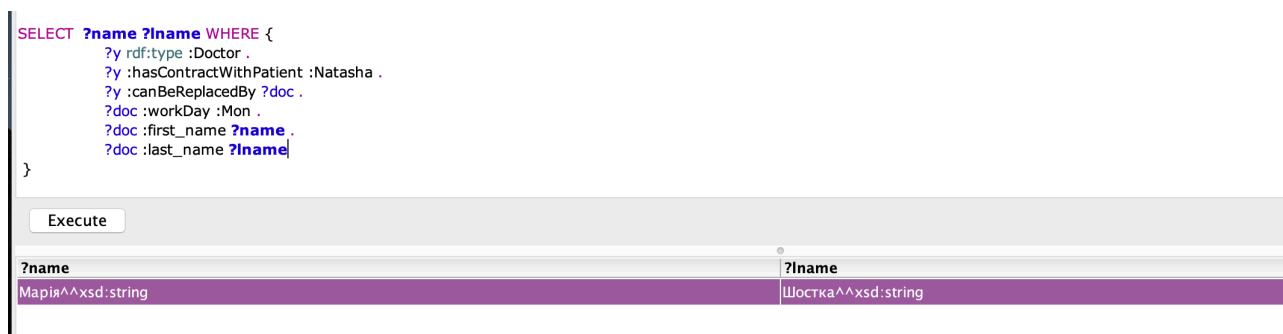 SELECT ?name ?lname WHERE {
?y rdf:type :Doctor .
?y :hasContractWithPatient :Natasha .
?y :canBeReplacedBy ?doc .
?doc :workDay :Mon .
?doc :first_name ?name .
?doc :last_name ?lname
}
Execute
?name ?lname
Марія^^xsd:string Шостка^^xsd:string